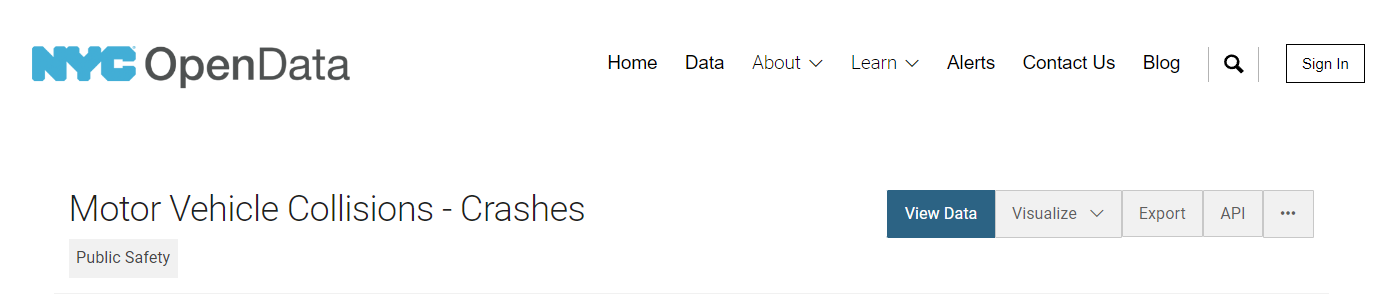 NYC OpenData
Home Data About Learn Alerts Contact Us Blog Sign In
Motor Vehicle Collisions - Crashes
View Data Visualize Export API •••
Public Safety